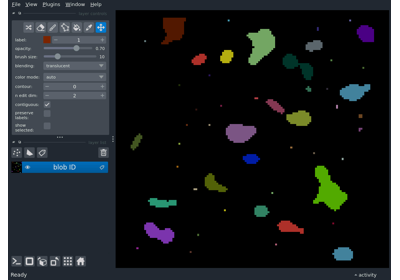 File View Plugins Window Help
label: 1
opacity: 0.70
brush size: 10
blending: translucent
color mode: auto
contour: 0
n edit dim: 2
contiguous:
preserve
labels:
show
selected:
blob ID
Ready
activity